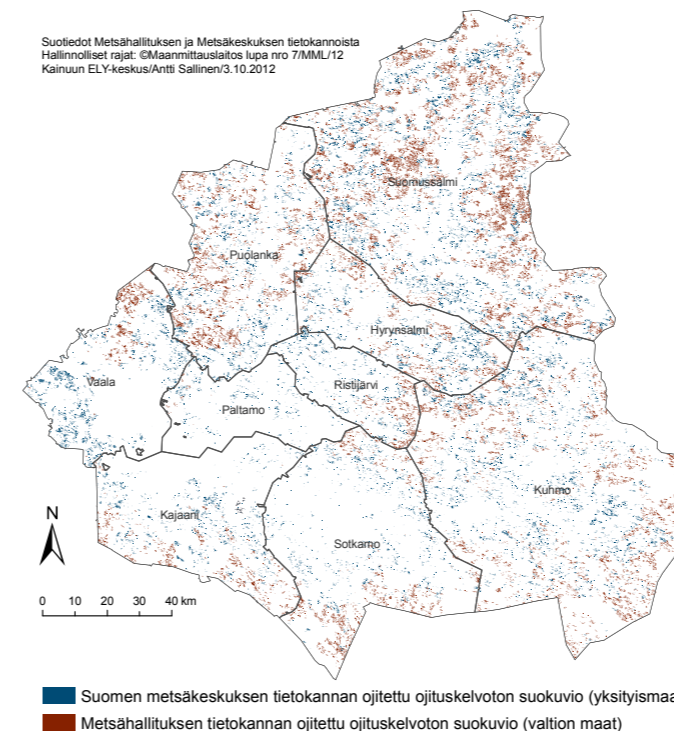 Suotiedot Metsähallituksen ja Metsäkeskuksen tietokannoista
Hallinnolliset rajat: ©Maanmittauslaitos lupa nro 7/MML/12
Kainuun ELY-keskus/Antti Sallinen/3.10.2012
Suomussalmi
Puolanka
Hyrynsalmi
Vaala
Ristijärvi
Paltamo
Kuhmo
Kajaani
Sotkamo
N
0 10 20 40 km
Suomen metsäkeskuksen tietokannan ojitettu ojituskelvoton suokuvio (yksityismaa
Metsähallituksen tietokannan ojitettu ojituskelvoton suokuvio (valtion maat)